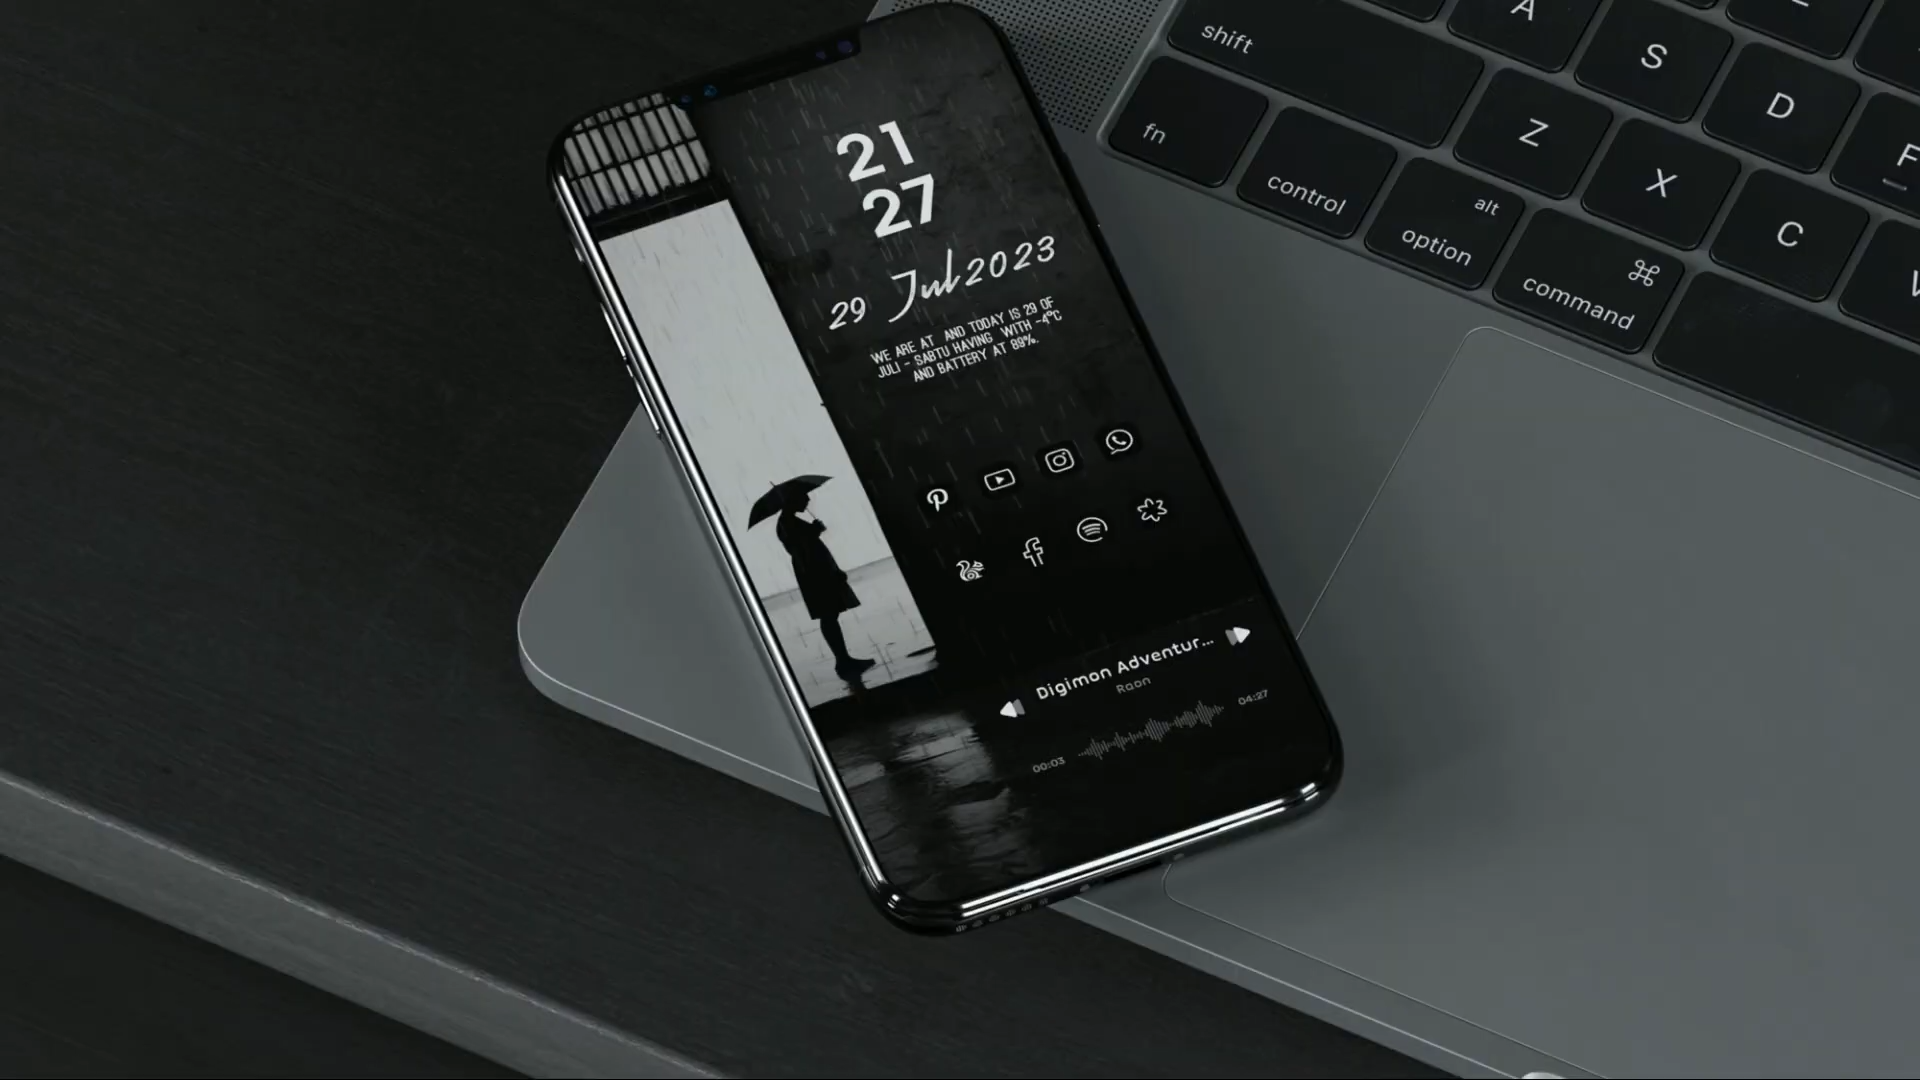 21
27
29 Jul 2023
WE ARE AT AND TODAY IS 29 OF
JULI - SABTU HAVING WITH -4°C
AND BATTERY AT 89%.
Digimon Adventur...
Raon
00:03
04:27
shift
A
S
D
F
fn
Z
X
C
control
alt
option
⌘
command